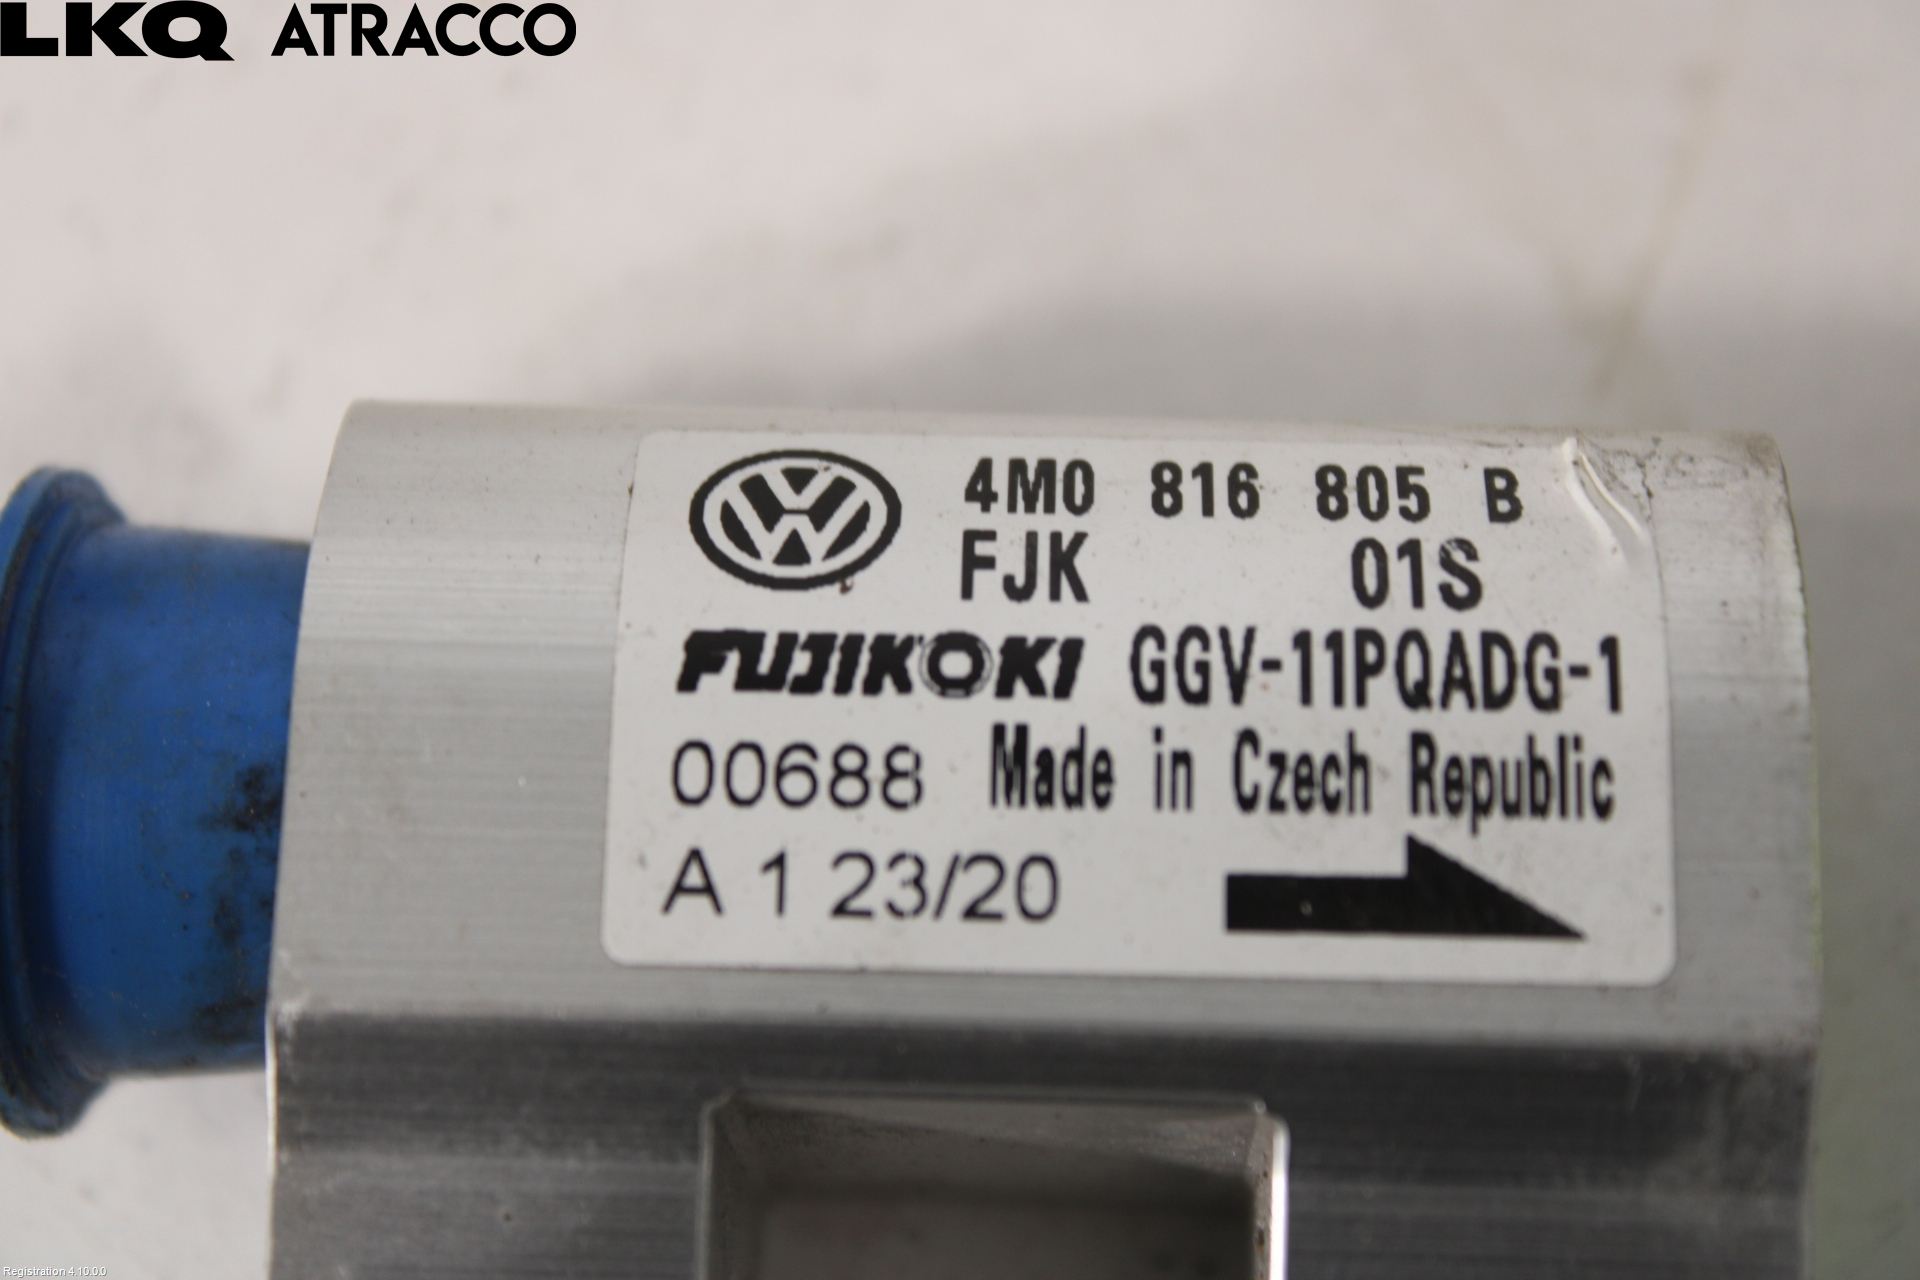 LKQ ATRACCO
4M0 816 805 B
FJK 01S
FUJIKOKI GGV-11PQADG-1
00688 Made in Czech Republic
A 1 23/20
Registration 4.10.0.0